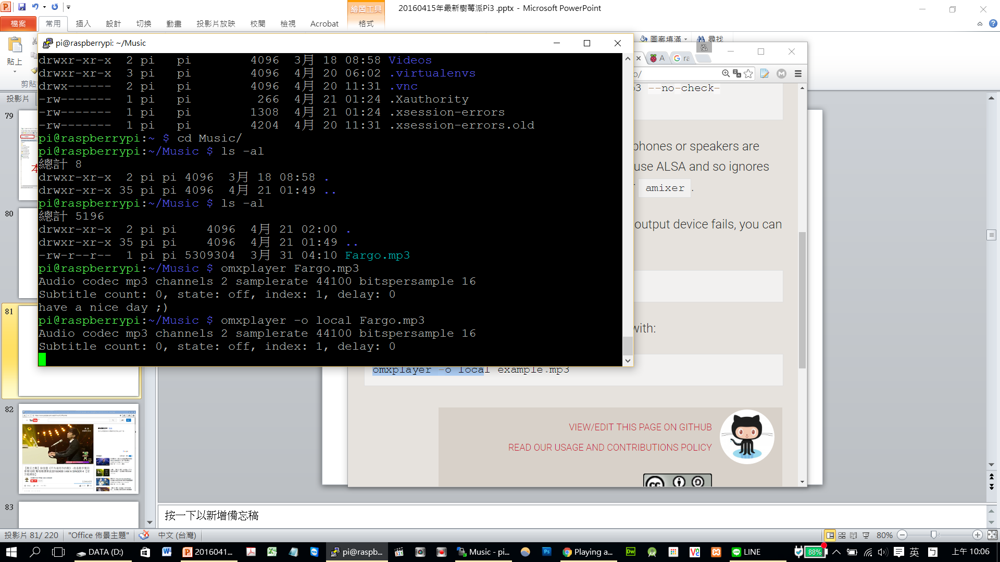 20160415年最新樹莓派Pi3 .pptx - Microsoft PowerPoint
繪圖工具
檔案 常用 插入 設計 切換 動畫 投影片放映 校閱 檢視 Acrobat 格式
貼上
剪貼
圖案填滿 尋找
弘
投影片
pi@raspberrypi: ~/Music
drwxr-xr-x 2 pi pi 4096 3月 18 08:58 Videos
drwxr-xr-x 3 pi pi 4096 4月 20 06:02 .virtualenvs
drwx------ 2 pi pi 4096 4月 20 11:31 .vnc
-rw------- 1 pi pi 266 4月 21 01:24 .Xauthority
-rw------- 1 pi pi 1308 4月 21 01:24 .xsession-errors
-rw------- 1 pi pi 4204 4月 20 11:31 .xsession-errors.old
pi@raspberrypi:~ $ cd Music/
pi@raspberrypi:~/Music $ ls -al
總計 8
drwxr-xr-x 2 pi pi 4096 3月 18 08:58 .
drwxr-xr-x 35 pi pi 4096 4月 21 01:49 ..
pi@raspberrypi:~/Music $ ls -al
總計 5196
drwxr-xr-x 2 pi pi 4096 4月 21 02:00 .
drwxr-xr-x 35 pi pi 4096 4月 21 01:49 ..
-rw-r--r-- 1 pi pi 5309304 3月 31 04:10 Fargo.mp3
pi@raspberrypi:~/Music $ omxplayer Fargo.mp3
Audio codec mp3 channels 2 samplerate 44100 bitspersample 16
Subtitle count: 0, state: off, index: 1, delay: 0
have a nice day ;)
pi@raspberrypi:~/Music $ omxplayer -o local Fargo.mp3
Audio codec mp3 channels 2 samplerate 44100 bitspersample 16
Subtitle count: 0, state: off, index: 1, delay: 0
A G ra
o/
p3 --no-check-
phones or speakers are
use ALSA and so ignores
amixer .
output device fails, you can
with:
omxplayer -o local example.mp3
VIEW/EDIT THIS PAGE ON GITHUB
READ OUR USAGE AND CONTRIBUTIONS POLICY
cc
79
本
80
81
82
83
按一下以新增備忘稿
投影片 81/ 220 "Office 佈景主題" 中文 (台灣) 80%
DATA (D:) 2016041... pi@raspb... Music - pi... Playing a... LINE 88% 英 上午 10:06